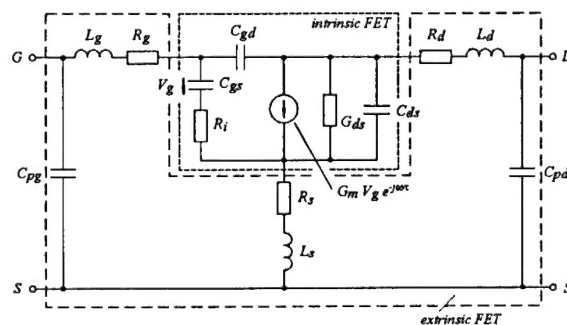 intrinsic FET
G
Lg
Rg
Cgd
Rd
Ld
Vg
Cgs
Ri
Gds
Cds
Cpg
Rs
Gm Vg e-jωτ
Cpd
Ls
S
S
extrinsic FET